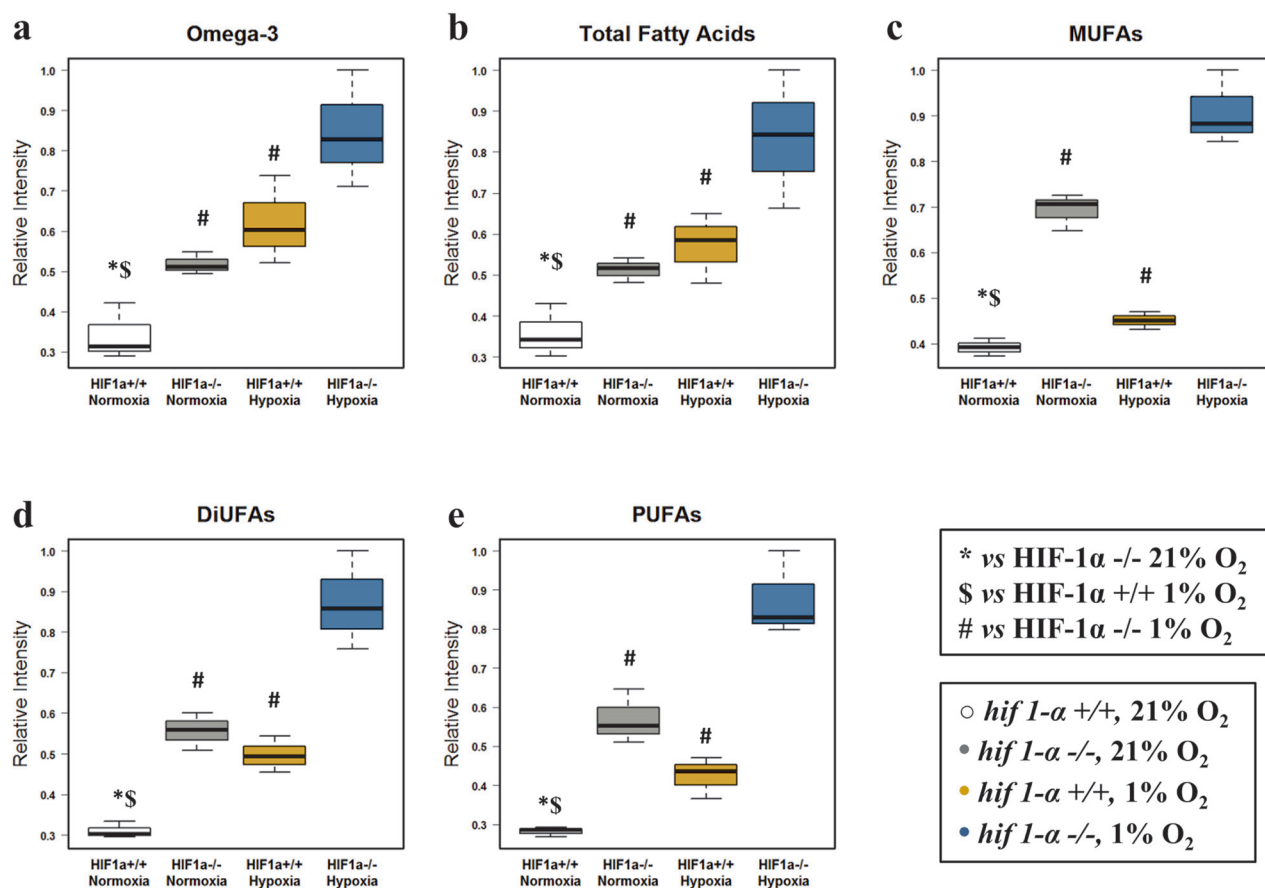 a
Omega-3
Relative Intensity
1.0
0.9
0.8
0.7
0.6
0.5
0.4
0.3
*$
#
#
HIF1a+/+ HIF1a-/- HIF1a+/+ HIF1a-/-
Normoxia Normoxia Hypoxia Hypoxia
b
Total Fatty Acids
Relative Intensity
1.0
0.9
0.8
0.7
0.6
0.5
0.4
0.3
*$
#
#
HIF1a+/+ HIF1a-/- HIF1a+/+ HIF1a-/-
Normoxia Normoxia Hypoxia Hypoxia
c
MUFAs
Relative Intensity
1.0
0.9
0.8
0.7
0.6
0.5
0.4
*$
#
#
HIF1a+/+ HIF1a-/- HIF1a+/+ HIF1a-/-
Normoxia Normoxia Hypoxia Hypoxia
d
DiUFAs
Relative Intensity
1.0
0.9
0.8
0.7
0.6
0.5
0.4
0.3
*$
#
#
HIF1a+/+ HIF1a-/- HIF1a+/+ HIF1a-/-
Normoxia Normoxia Hypoxia Hypoxia
e
PUFAs
Relative Intensity
1.0
0.9
0.8
0.7
0.6
0.5
0.4
0.3
*$
#
#
HIF1a+/+ HIF1a-/- HIF1a+/+ HIF1a-/-
Normoxia Normoxia Hypoxia Hypoxia
* vs HIF-1α -/- 21% O₂
$ vs HIF-1α +/+ 1% O₂
# vs HIF-1α -/- 1% O₂
hif 1-α +/+, 21% O₂
hif 1-α -/-, 21% O₂
hif 1-α +/+, 1% O₂
hif 1-α -/-, 1% O₂